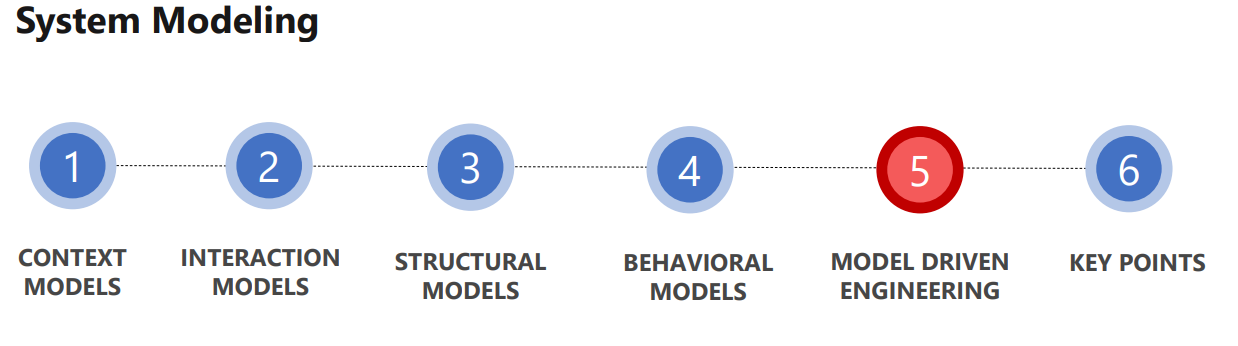 System Modeling
1
2
3
4
5
6
CONTEXT
MODELS
INTERACTION
MODELS
STRUCTURAL
MODELS
BEHAVIORAL
MODELS
MODEL DRIVEN
ENGINEERING
KEY POINTS